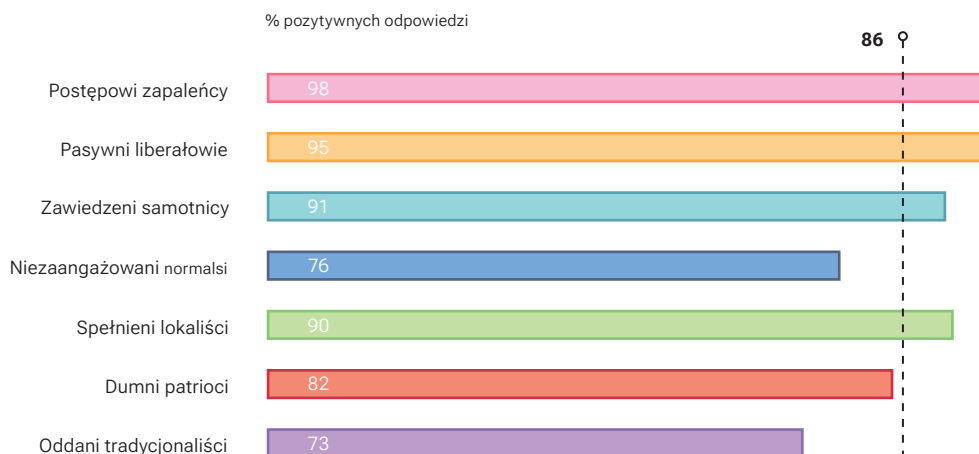 % pozytywnych odpowiedzi
86
Postępowi zapaleńcy 98
Pasywni liberałowie 95
Zawiedzeni samotnicy 91
Niezaangażowani normalsi 76
Spełnieni lokaliści 90
Dumni patrioci 82
Oddani tradycjonaliści 73